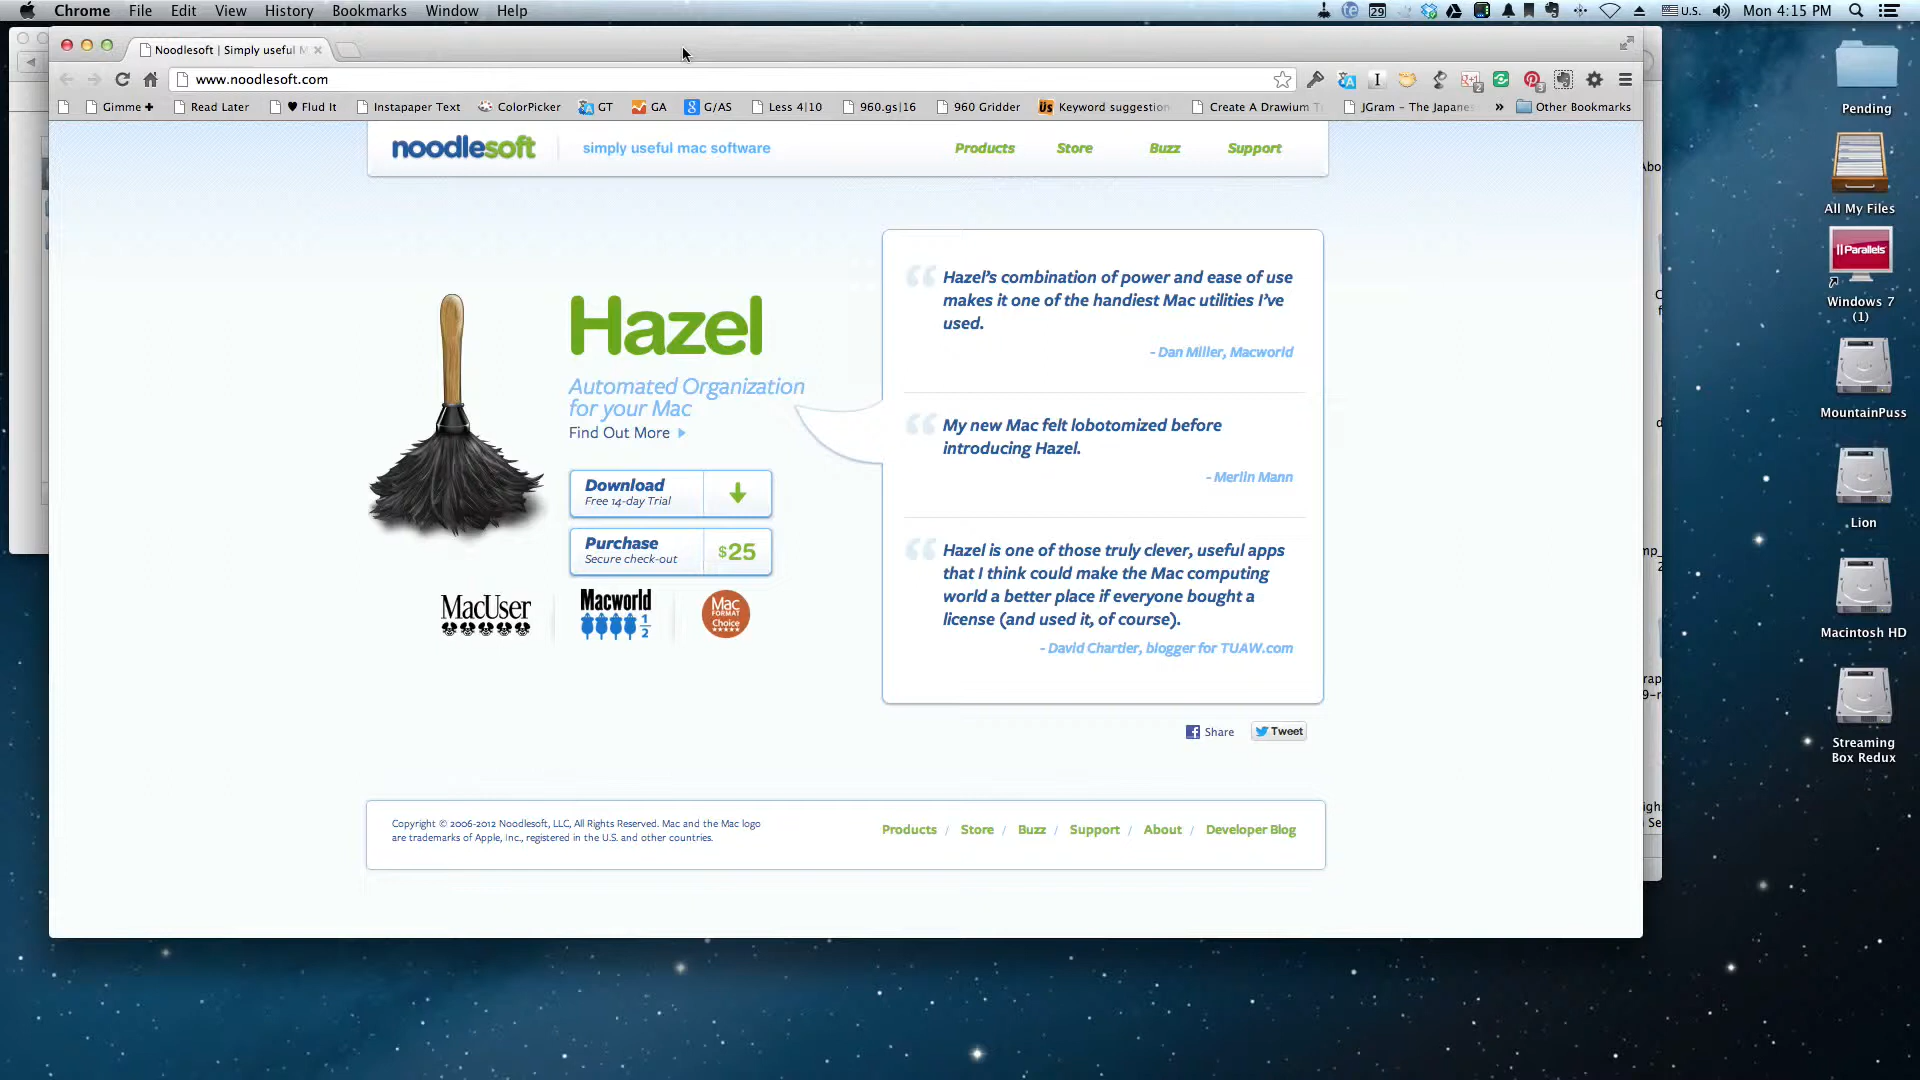 Chrome File Edit View History Bookmarks Window Help
29 U.S. Mon 4:15 PM
Noodlesoft | Simply useful M
www.noodlesoft.com
Gimme ✚ Read Later ♥ Flud It Instapaper Text ColorPicker GT GA G/AS Less 4|10 960.gs|16 960 Gridder Keyword suggestion Create A Drawium T JGram - The Japane » Other Bookmarks
noodlesoft simply useful mac software Products Store Buzz Support
Hazel
Automated Organization
for your Mac
Find Out More
Download
Free 14-day Trial
Purchase
Secure check-out
$25
MacUser
Macworld
1/2
Mac
FORMAT
Choice
Hazel's combination of power and ease of use
makes it one of the handiest Mac utilities I've
used.
- Dan Miller, Macworld
My new Mac felt lobotomized before
introducing Hazel.
- Merlin Mann
Hazel is one of those truly clever, useful apps
that I think could make the Mac computing
world a better place if everyone bought a
license (and used it, of course).
- David Chartier, blogger for TUAW.com
Share Tweet
Copyright © 2006-2012 Noodlesoft, LLC, All Rights Reserved. Mac and the Mac logo
are trademarks of Apple, Inc., registered in the U.S. and other countries.
Products / Store / Buzz / Support / About / Developer Blog
Pending
All My Files
Parallels
Windows 7
(1)
MountainPuss
Lion
Macintosh HD
Streaming
Box Redux